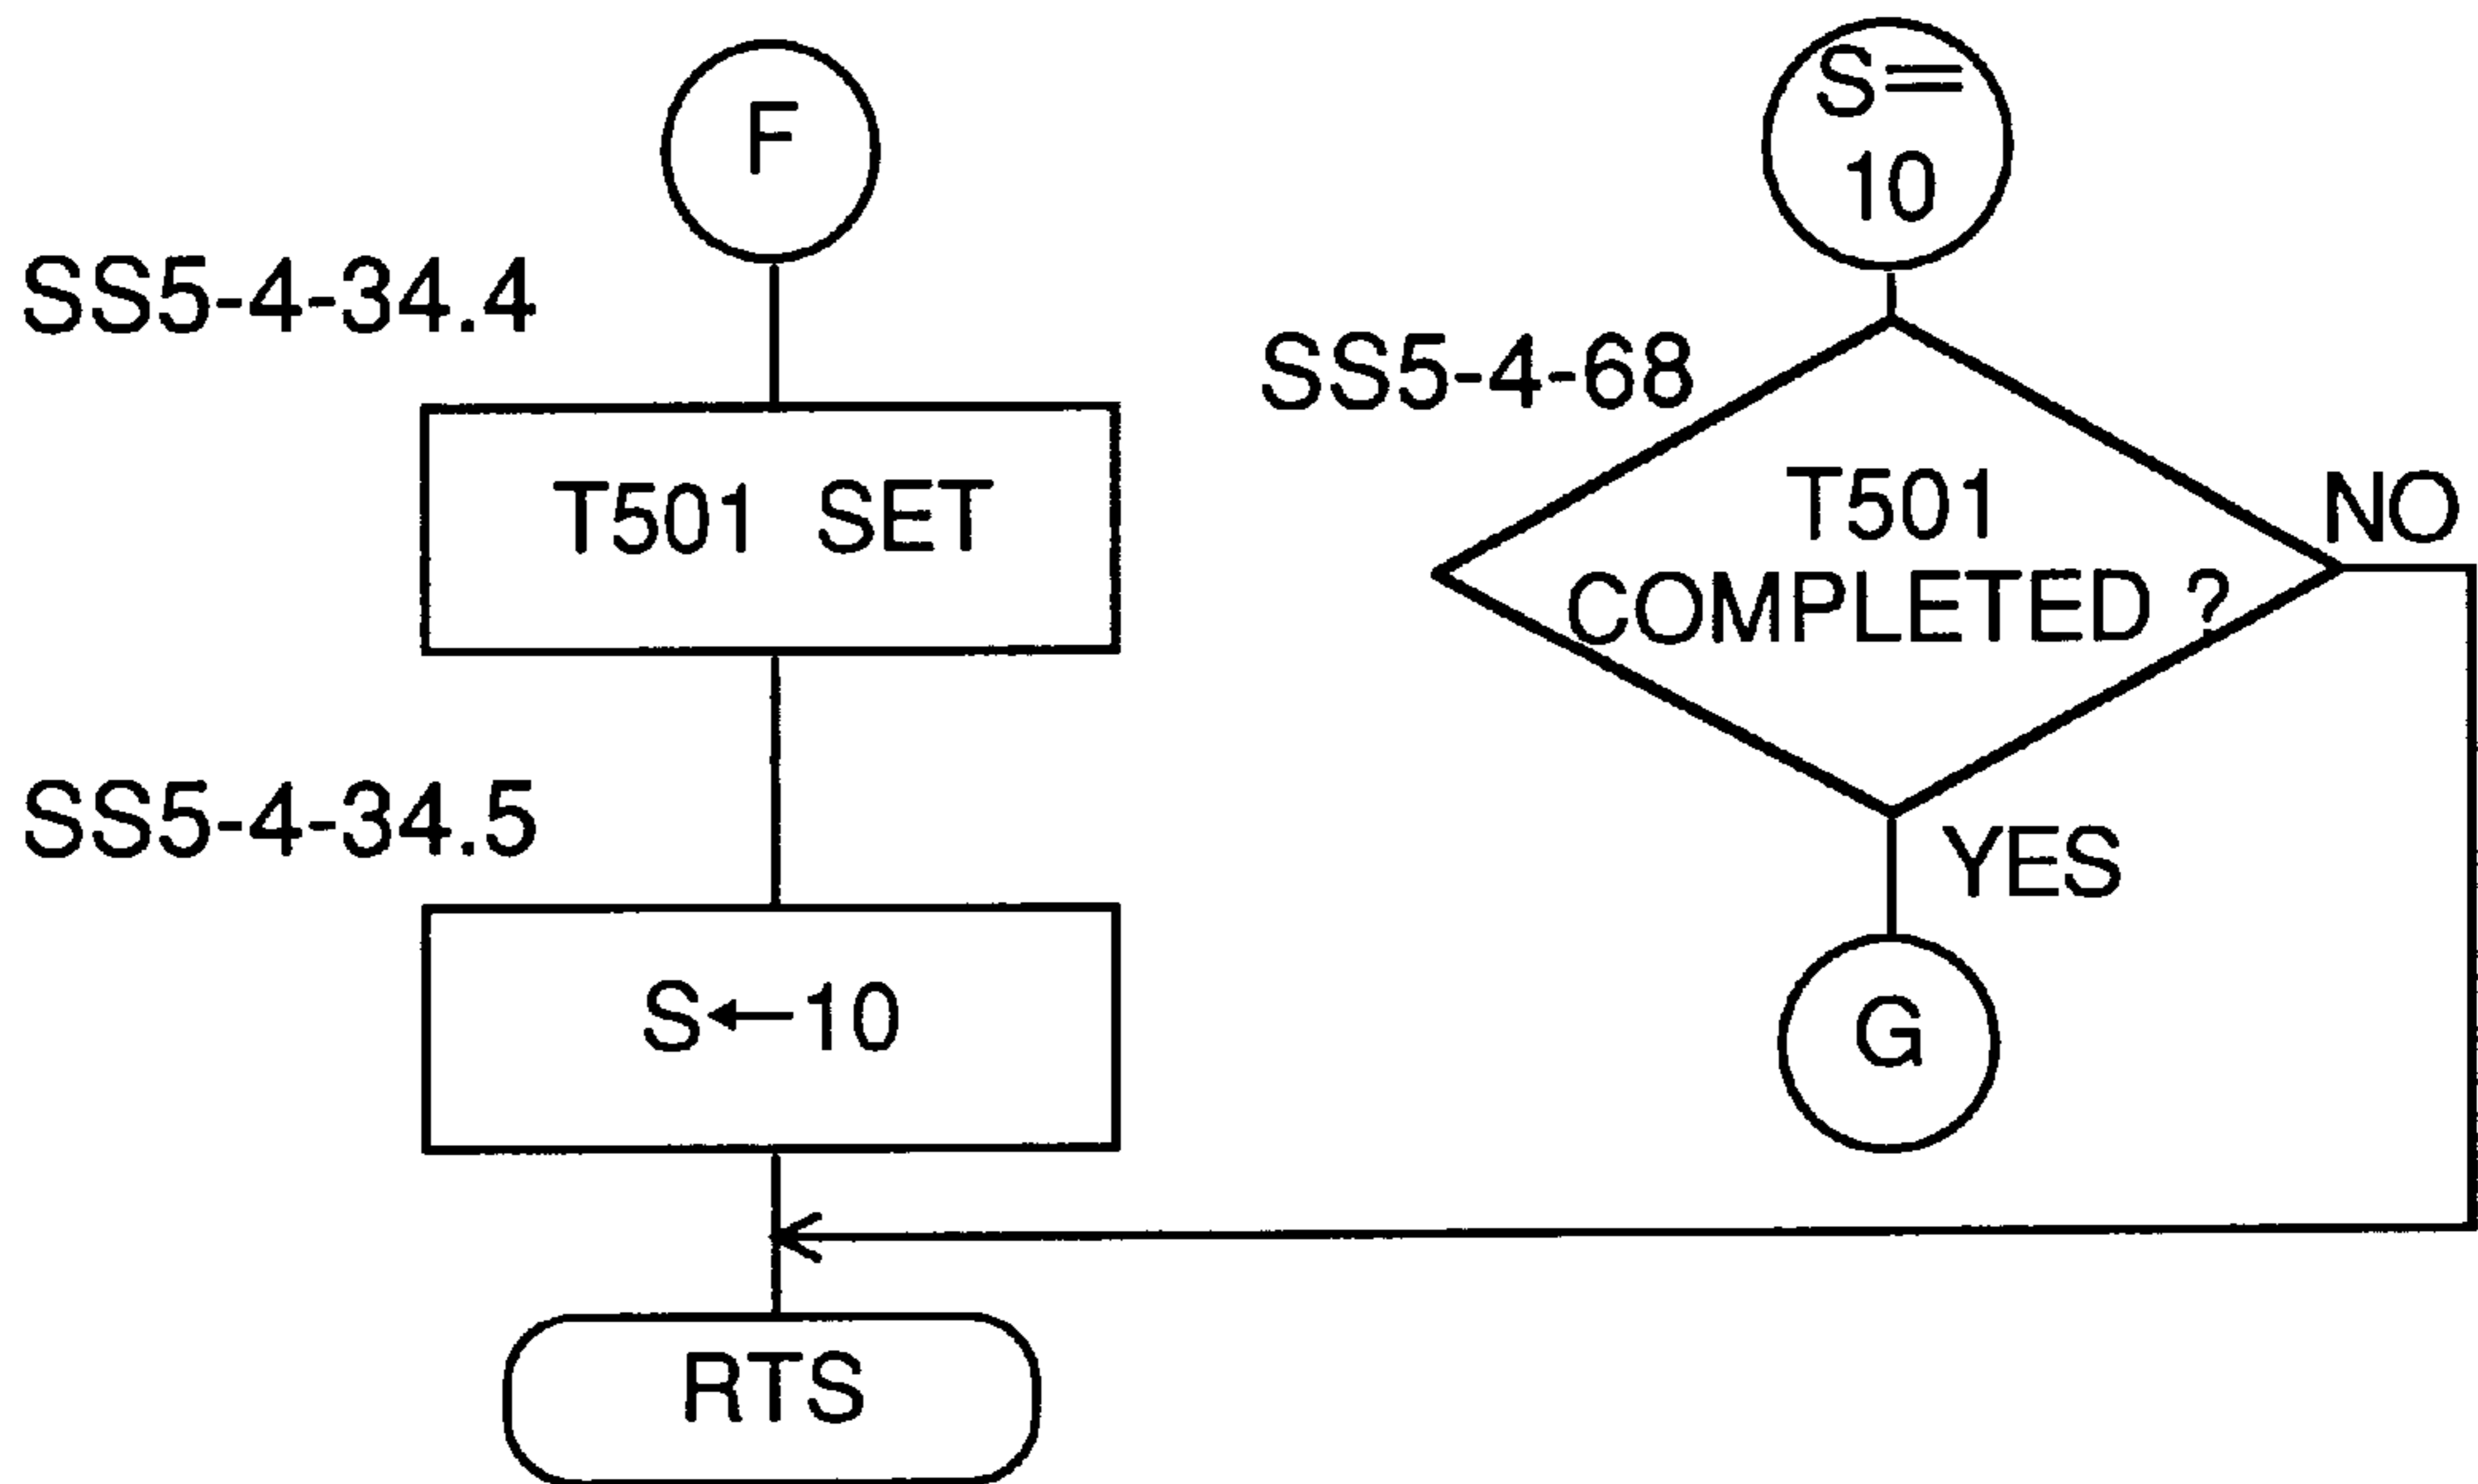 F
SS5-4-34.4
T501 SET
SS5-4-34.5
S←10
RTS
S=
10
SS5-4-68
T501
COMPLETED ?
NO
YES
G